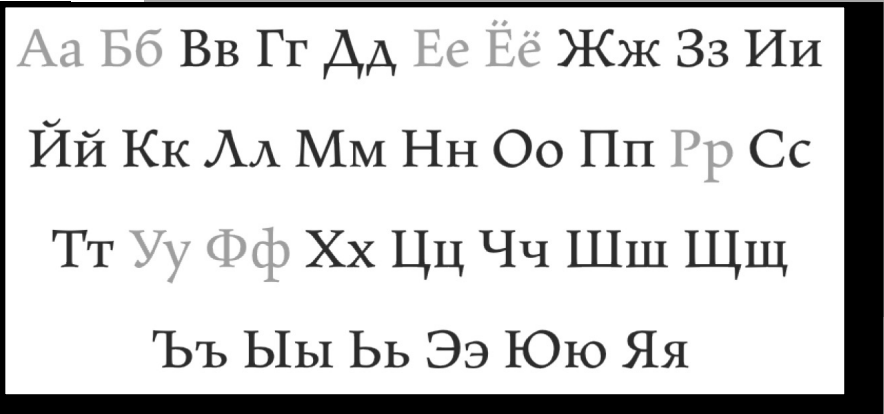 Аа Бб Вв Гг Дд Ее Ёё Жж Зз Ии
Йй Кк Лл Мм Нн Оо Пп Рр Сс
Тт Уу Фф Хх Цц Чч Шш Щщ
Ъъ Ыы Ьь Ээ Юю Яя